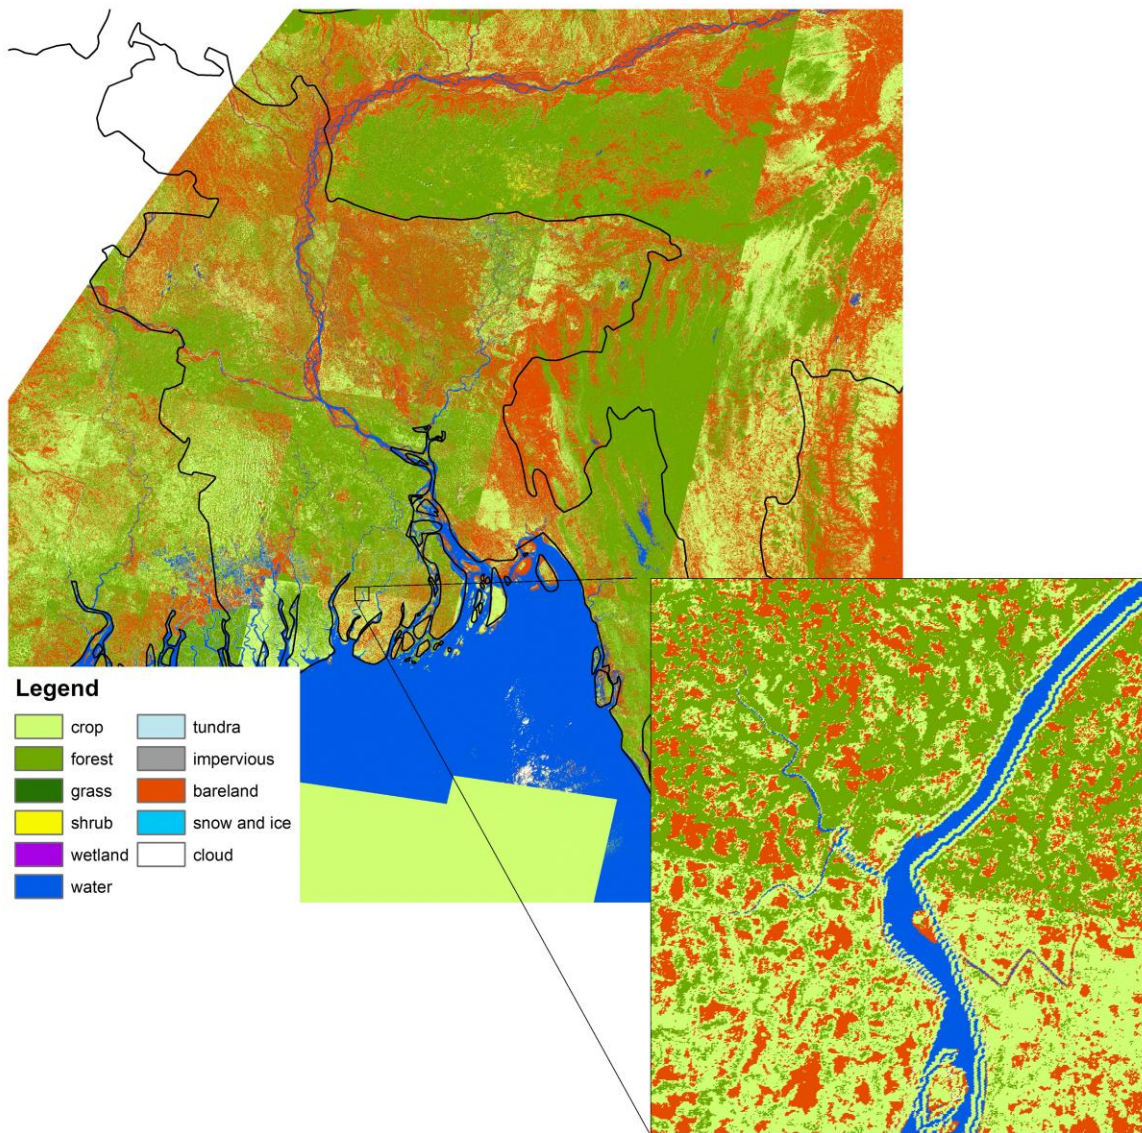 Legend
crop
forest
grass
shrub
wetland
water
tundra
impervious
bareland
snow and ice
cloud